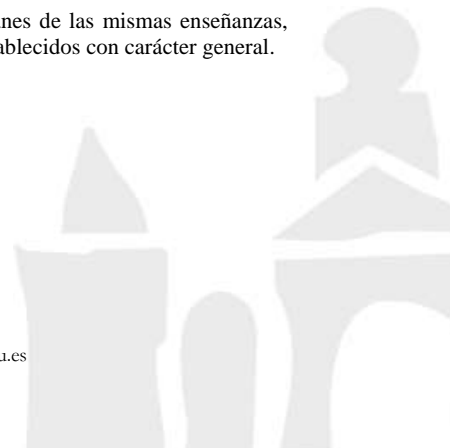 nes de las mismas enseñanzas,
ablecidos con carácter general.
u.es